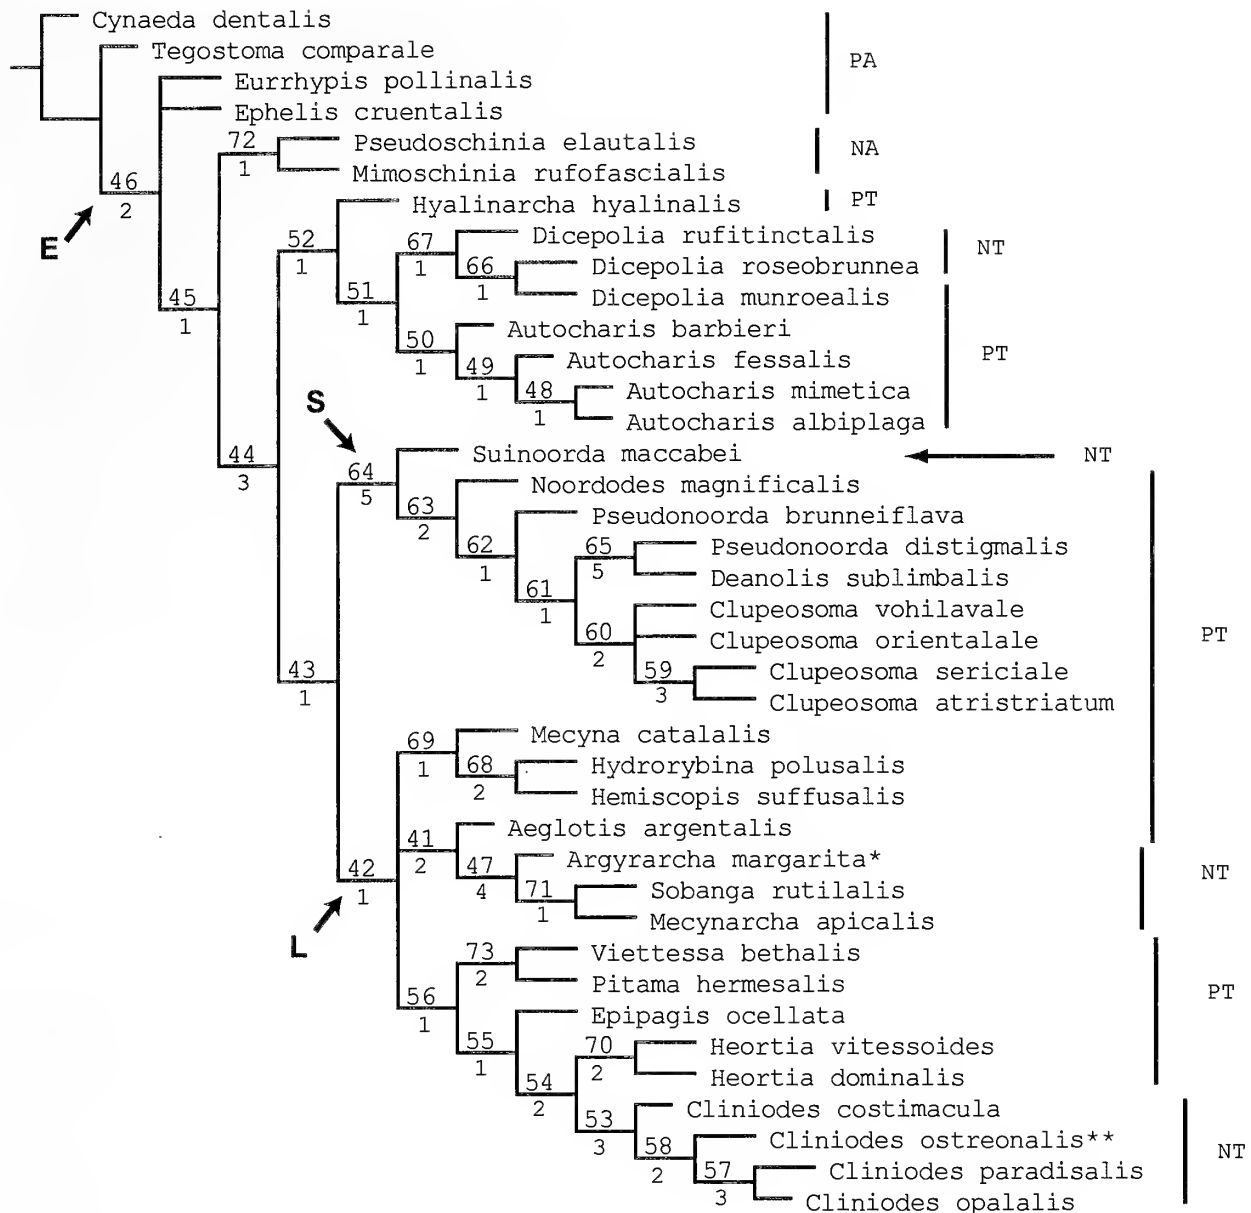 Cynaeda dentalis
Tegostoma comparale
PA
Eurrhypis pollinalis
Ephelis cruentalis
72
1
Pseudoschinia elautalis
NA
Mimoschinia rufofascialis
46
2
E
Hyalinarcha hyalinalis
PT
52
1
67
1
Dicepolia rufitinctalis
NT
66
1
Dicepolia roseobrunnea
Dicepolia munroealis
45
1
51
1
50
1
Autocharis barbieri
PT
49
1
Autocharis fessalis
48
1
Autocharis mimetica
Autocharis albiplaga
S
44
3
64
5
Suinoorda maccabei
NT
63
2
Noordodes magnificalis
Pseudonoorda brunneiflava
62
1
65
5
Pseudonoorda distigmalis
Deanolis sublimbalis
61
1
Clupeosoma vohilavale
60
2
Clupeosoma orientalale
PT
43
1
59
3
Clupeosoma sericiale
Clupeosoma atristriatum
69
1
Mecyna catalalis
68
2
Hydrorybina polusalis
Hemiscopis suffusalis
41
2
Aeglotis argentalis
42
1
47
4
Argyrarcha margarita*
NT
71
1
Sobanga rutilalis
Mecynarcha apicalis
L
73
2
Viettessa bethalis
Pitama hermesalis
PT
56
1
Epipagis ocellata
55
1
70
2
Heortia vitessoides
Heortia dominalis
54
2
53
3
Cliniodes costimacula
58
2
Cliniodes ostreonalis**
NT
57
3
Cliniodes paradisalis
Cliniodes opalalis